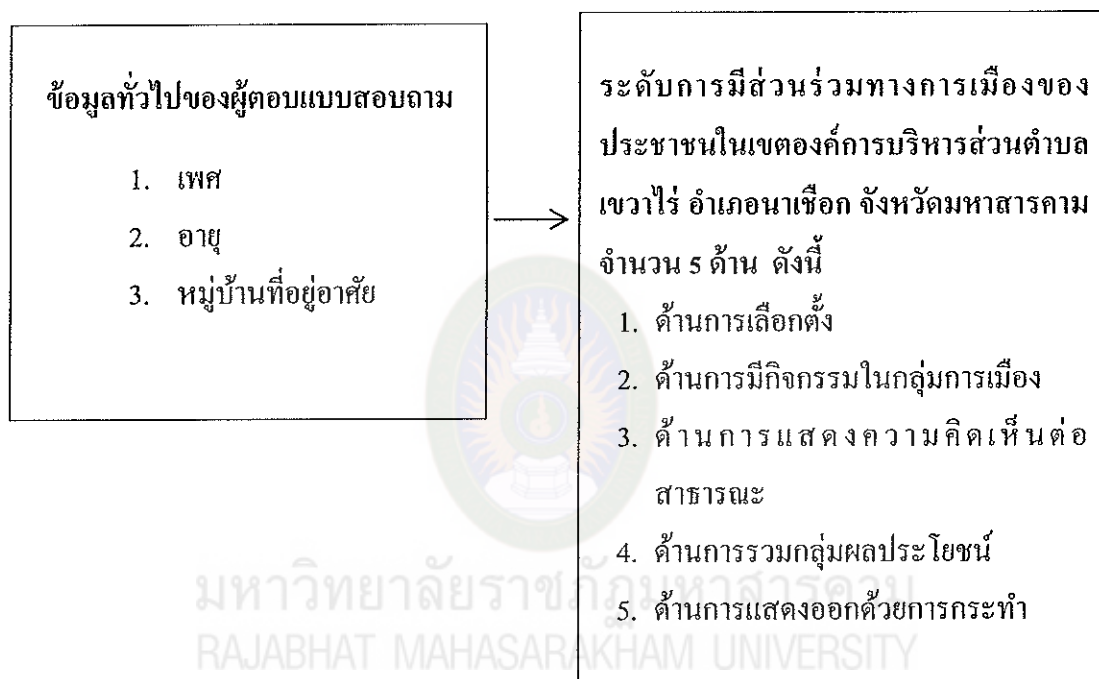 ข้อมูลทั่วไปของผู้ตอบแบบสอบถาม
1. เพศ
2. อายุ
3. หมู่บ้านที่อยู่อาศัย
ระดับการมีส่วนร่วมทางการเมืองของ
ประชาชนในเขตองค์การบริหารส่วนตำบล
เขวาไร่ อำเภอนาเชือก จังหวัดมหาสารคาม
จำนวน 5 ด้าน ดังนี้
1. ด้านการเลือกตั้ง
2. ด้านการมีกิจกรรมในกลุ่มการเมือง
3. ด้านการแสดงความคิดเห็นต่อ
สาธารณะ
4. ด้านการรวมกลุ่มผลประโยชน์
5. ด้านการแสดงออกด้วยการกระทำ
มหาวิทยาลัยราชภัฏมหาสารคาม
RAJABHAT MAHASARAKHAM UNIVERSITY